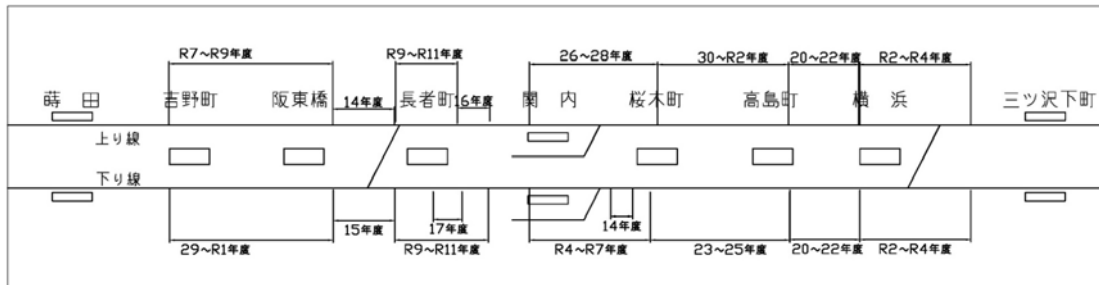 R7~R9年度
R9~R11年度
26~28年度
30~R2年度
20~22年度
R2~R4年度
14年度
16年度
蒔 田
吉野町
阪東橋
長者町
関 内
桜木町
高島町
横 浜
三ツ沢下町
上り線
下り線
15年度
17年度
14年度
29~R1年度
R9~R11年度
R4~R7年度
23~25年度
20~22年度
R2~R4年度